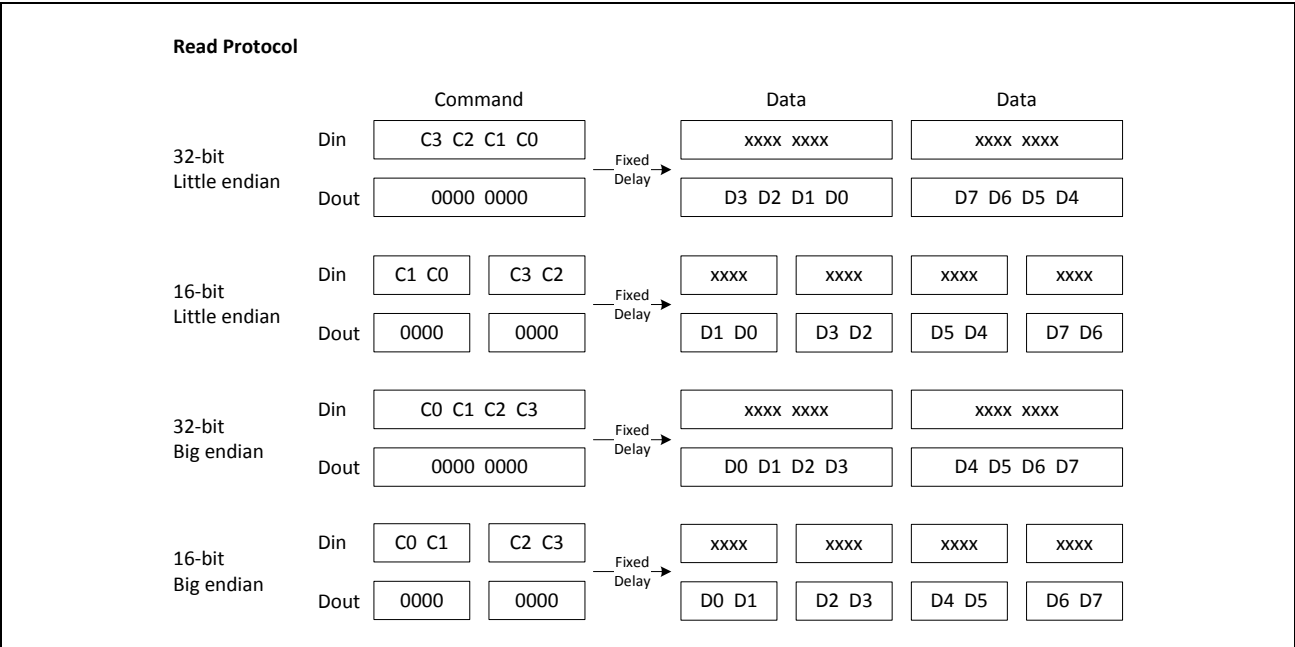 Read Protocol
Command Data Data
32-bit
Little endian
Din C3 C2 C1 C0 xxxx xxxx xxxx xxxx
Fixed
Delay
Dout 0000 0000 D3 D2 D1 D0 D7 D6 D5 D4
16-bit
Little endian
Din C1 C0 C3 C2 xxxx xxxx xxxx xxxx
Fixed
Delay
Dout 0000 0000 D1 D0 D3 D2 D5 D4 D7 D6
32-bit
Big endian
Din C0 C1 C2 C3 xxxx xxxx xxxx xxxx
Fixed
Delay
Dout 0000 0000 D0 D1 D2 D3 D4 D5 D6 D7
16-bit
Big endian
Din C0 C1 C2 C3 xxxx xxxx xxxx xxxx
Fixed
Delay
Dout 0000 0000 D0 D1 D2 D3 D4 D5 D6 D7